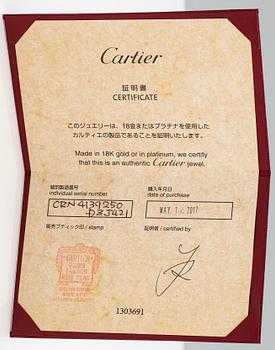 Cartier
証明書
CERTIFICATE
このジュエリーは、18金またはプラチナを使用した
カルティエの製品であることを証明いたします。
Made in 18K gold or in platinum, we certify
that this is an authentic Cartier jewel.
個別製造番号
individual serial number
購入年月日
date of purchase
CRN4139250
MAY. 12 2017
販売ブティック印 / stamp
証明者 / certified by
CARTIER
PARIS
LONDON
NEW YORK
1303691